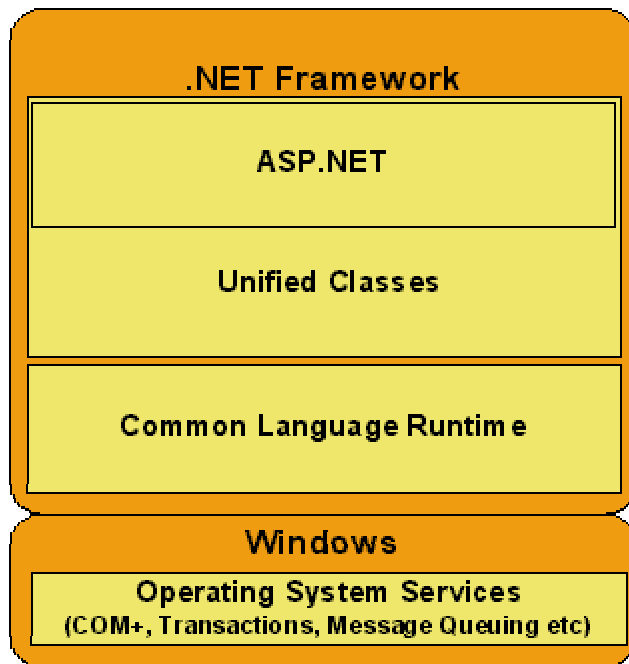 .NET Framework
ASP.NET
Unified Classes
Common Language Runtime
Windows
Operating System Services
(COM+, Transactions, Message Queuing etc)